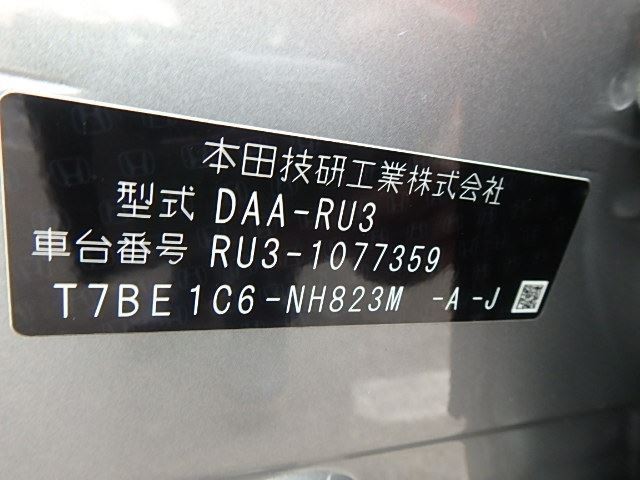 本田技研工業株式会社
型式 DAA-RU3
車台番号 RU3-1077359
T7BE1C6-NH823M -A-J